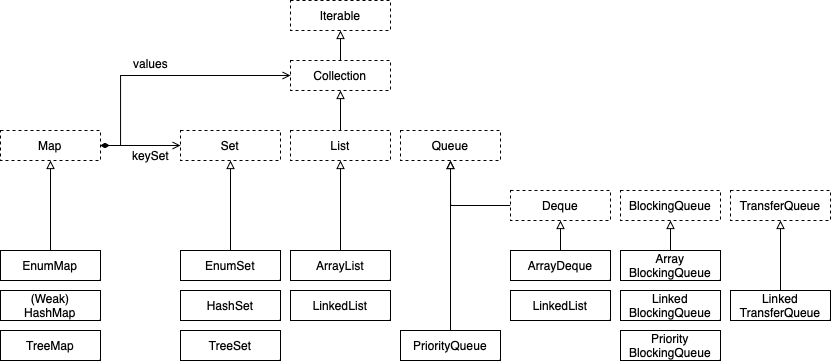 Iterable
values
Collection
Map
keySet
Set
List
Queue
Deque
BlockingQueue
TransferQueue
EnumMap
EnumSet
ArrayList
ArrayDeque
Array
BlockingQueue
(Weak)
HashMap
HashSet
LinkedList
LinkedList
Linked
BlockingQueue
Linked
TransferQueue
TreeMap
TreeSet
PriorityQueue
Priority
BlockingQueue